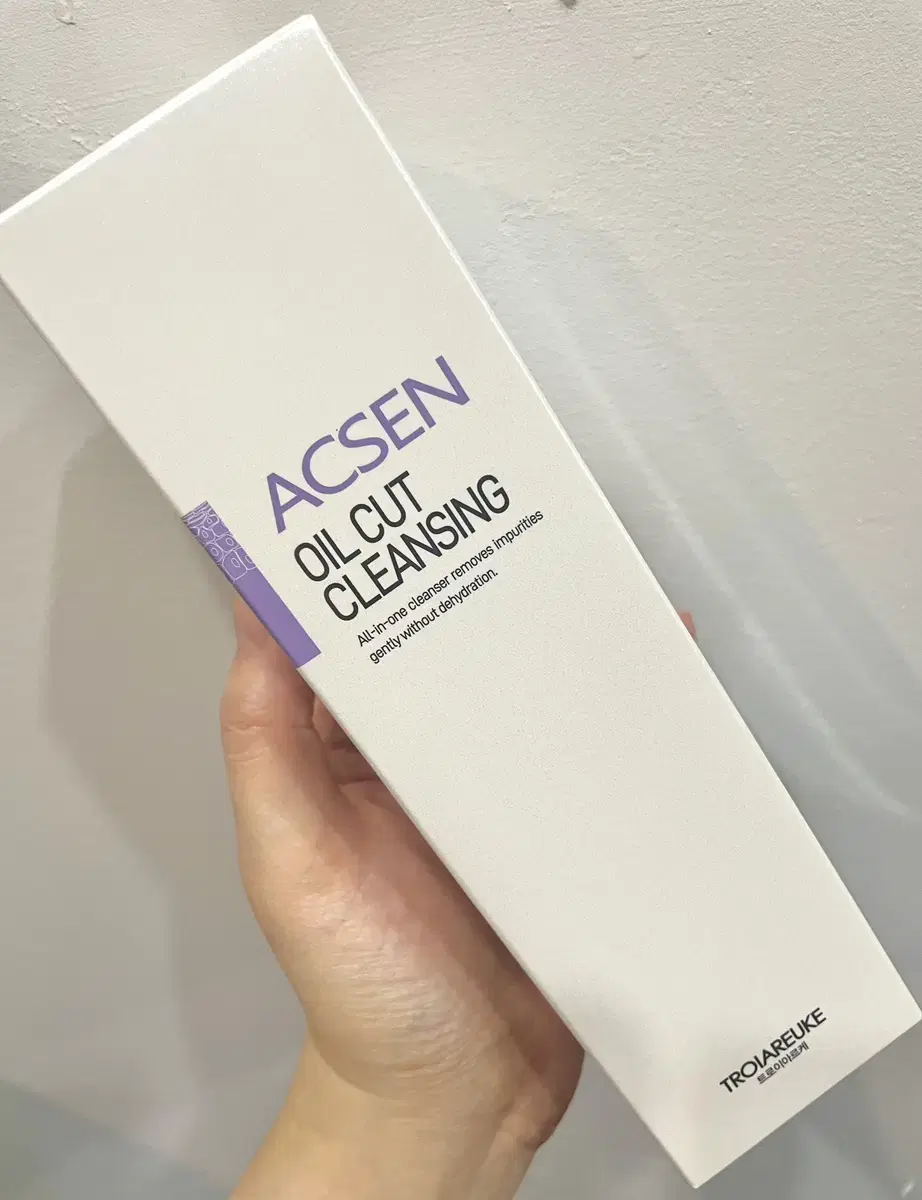 ACSEN
OIL CUT
CLEANSING
All-in-one cleanser removes impurities
gently without dehydration.
TROIAREUKE
트로이아르케